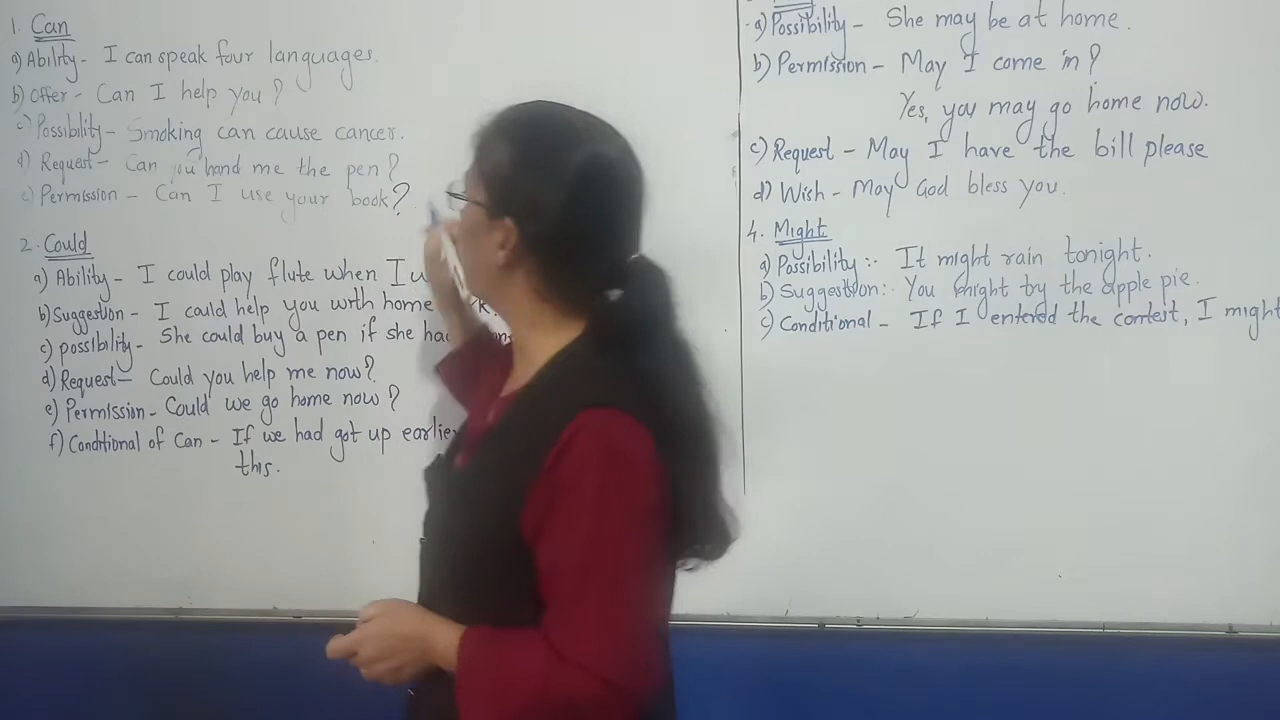 1. Can
a) Ability - I can speak four languages.
b) Offer - Can I help you?
c) Possibility - Smoking can cause cancer.
d) Request - Can you hand me the pen?
e) Permission - Can I use your book?
2. Could
a) Ability - I could play flute when I
b) Suggestion - I could help you with home
c) possibility - She could buy a pen if she
d) Request - Could you help me now?
e) Permission - Could we go home now?
f) Conditional of Can - If we had got up earlier
this.
a) Possibility - She may be at home.
b) Permission - May I come in?
Yes, you may go home now.
c) Request - May I have the bill please
d) Wish - May God bless you.
4. Might
a) Possibility :- It might rain tonight.
b) Suggestion :- You might try the apple pie.
c) Conditional - If I entered the contest, I might